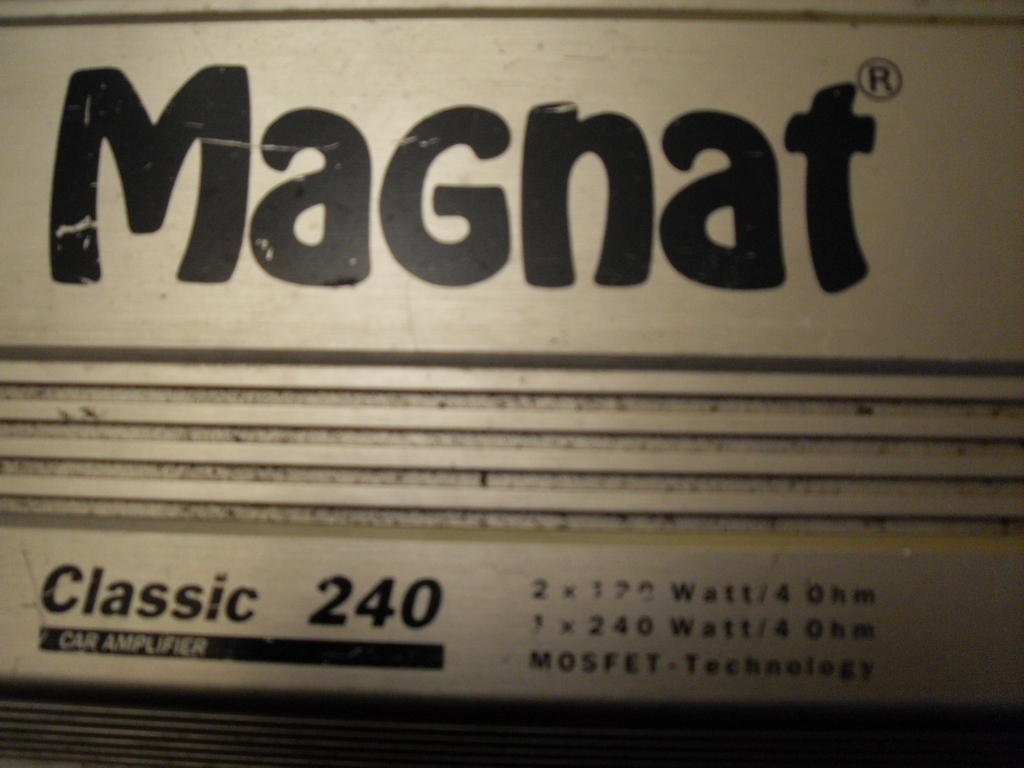 Magnat®
Classic 240
CAR AMPLIFIER
2 x 120 Watt/4 Ohm
1 x 240 Watt/4 Ohm
MOSFET-Technology